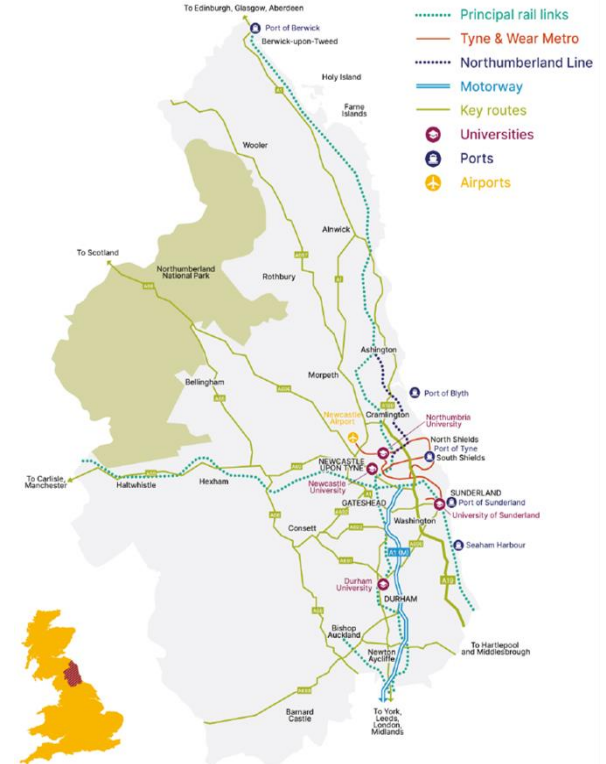 To Edinburgh, Glasgow, Aberdeen
Port of Berwick
Berwick-upon-Tweed
Principal rail links
Tyne & Wear Metro
Northumberland Line
Motorway
Key routes
Universities
Ports
Airports
Holy Island
Farne
Islands
A1
Wooler
Alnwick
To Scotland
Northumberland
National Park
Rothbury
A697
A1
A68
Ashington
Morpeth
Bellingham
Port of Blyth
Newcastle
Airport
Cramlington
Northumbria
University
North Shields
Port of Tyne
South Shields
NEWCASTLE
UPON TYNE
To Carlisle,
Manchester
Haltwhistle
Hexham
Newcastle
University
GATESHEAD
SUNDERLAND
Port of Sunderland
University of Sunderland
Washington
Consett
Seaham Harbour
A1(M)
Durham
University
A19
DURHAM
Bishop
Auckland
Newton
Aycliffe
To Hartlepool
and Middlesbrough
Barnard
Castle
To York,
Leeds,
London,
Midlands